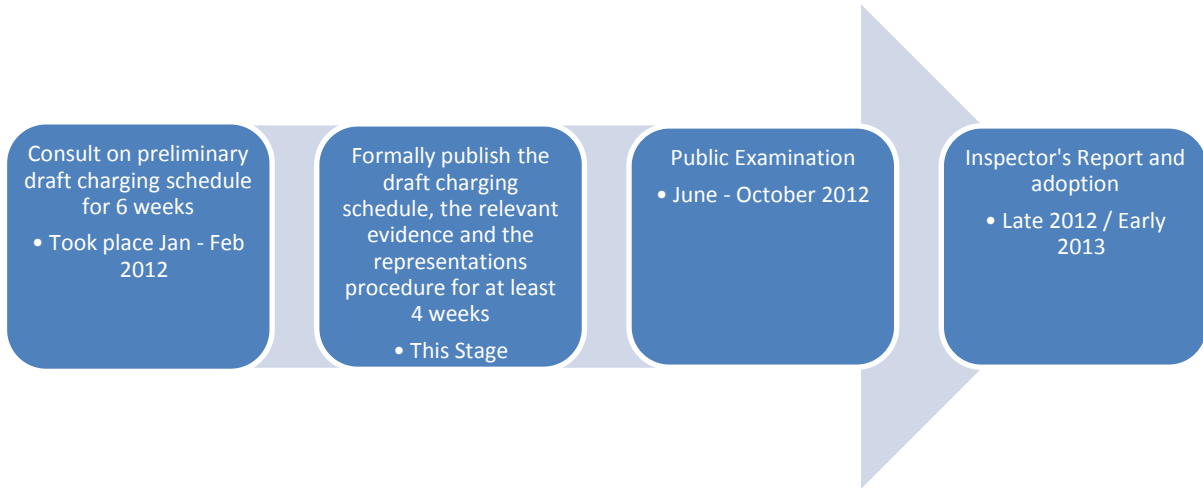 Consult on preliminary
draft charging schedule
for 6 weeks
• Took place Jan - Feb
2012
Formally publish the
draft charging
schedule, the relevant
evidence and the
representations
procedure for at least
4 weeks
• This Stage
Public Examination
• June - October 2012
Inspector's Report and
adoption
• Late 2012 / Early
2013